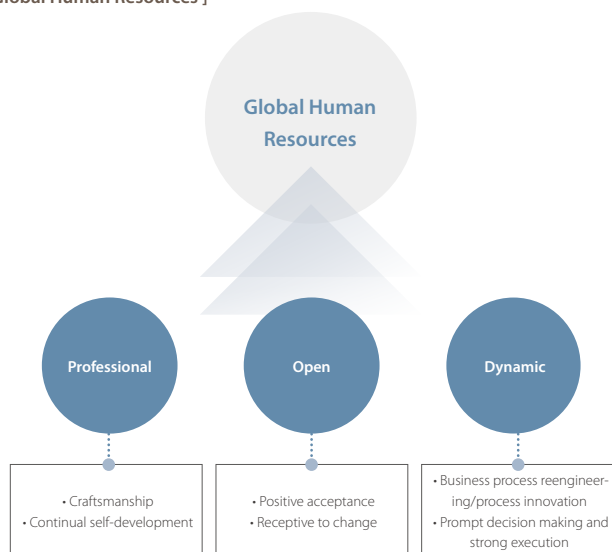 Global Human Resources ]
Global Human
Resources
Professional
Open
Dynamic
• Craftsmanship
• Continual self-development
• Positive acceptance
• Receptive to change
• Business process reengineer-
ing/process innovation
• Prompt decision making and
strong execution